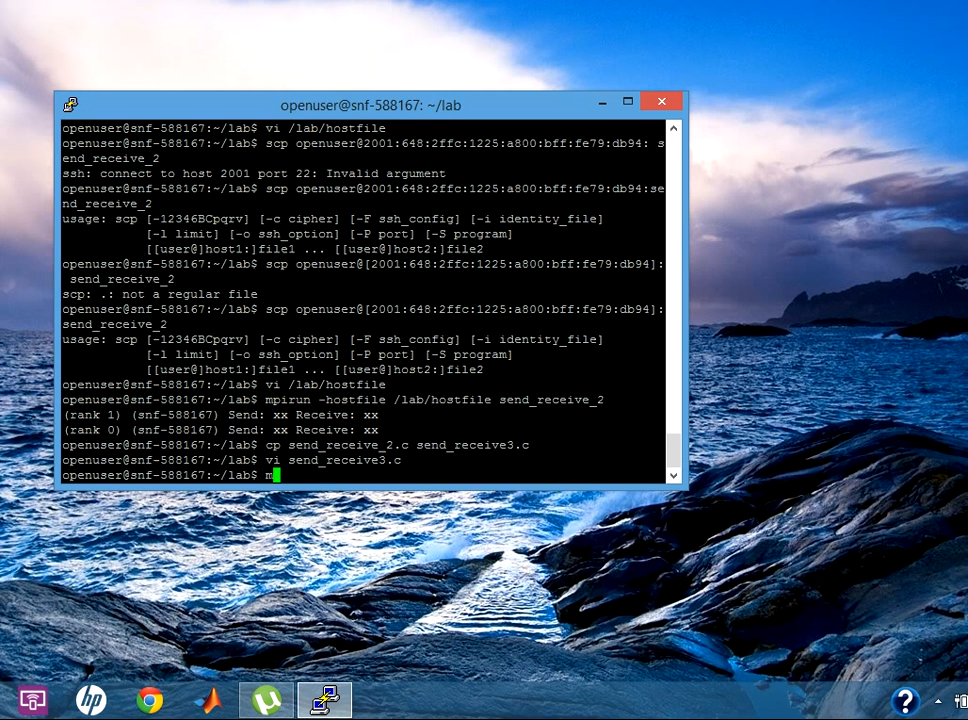 openuser@snf-588167: ~/lab
openuser@snf-588167:~/lab$ vi /lab/hostfile
openuser@snf-588167:~/lab$ scp openuser@2001:648:2ffc:1225:a800:bff:fe79:db94: s
end_receive_2
ssh: connect to host 2001 port 22: Invalid argument
openuser@snf-588167:~/lab$ scp openuser@2001:648:2ffc:1225:a800:bff:fe79:db94:se
nd_receive_2
usage: scp [-12346BCpqrv] [-c cipher] [-F ssh_config] [-i identity_file]
           [-l limit] [-o ssh_option] [-P port] [-S program]
           [[user@]host1:]file1 ... [[user@]host2:]file2
openuser@snf-588167:~/lab$ scp openuser@[2001:648:2ffc:1225:a800:bff:fe79:db94]:
 send_receive_2
scp: .: not a regular file
openuser@snf-588167:~/lab$ scp openuser@[2001:648:2ffc:1225:a800:bff:fe79:db94]:
send_receive_2
usage: scp [-12346BCpqrv] [-c cipher] [-F ssh_config] [-i identity_file]
           [-l limit] [-o ssh_option] [-P port] [-S program]
           [[user@]host1:]file1 ... [[user@]host2:]file2
openuser@snf-588167:~/lab$ vi /lab/hostfile
openuser@snf-588167:~/lab$ mpirun -hostfile /lab/hostfile send_receive_2
(rank 1) (snf-588167) Send: xx Receive: xx
(rank 0) (snf-588167) Send: xx Receive: xx
openuser@snf-588167:~/lab$ cp send_receive_2.c send_receive3.c
openuser@snf-588167:~/lab$ vi send_receive3.c
openuser@snf-588167:~/lab$ m
hp
?